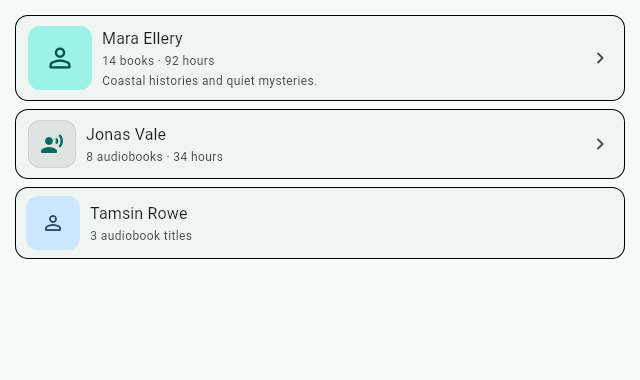 Mara Ellery
14 books · 92 hours
Coastal histories and quiet mysteries.
Jonas Vale
8 audiobooks · 34 hours
Tamsin Rowe
3 audiobook titles